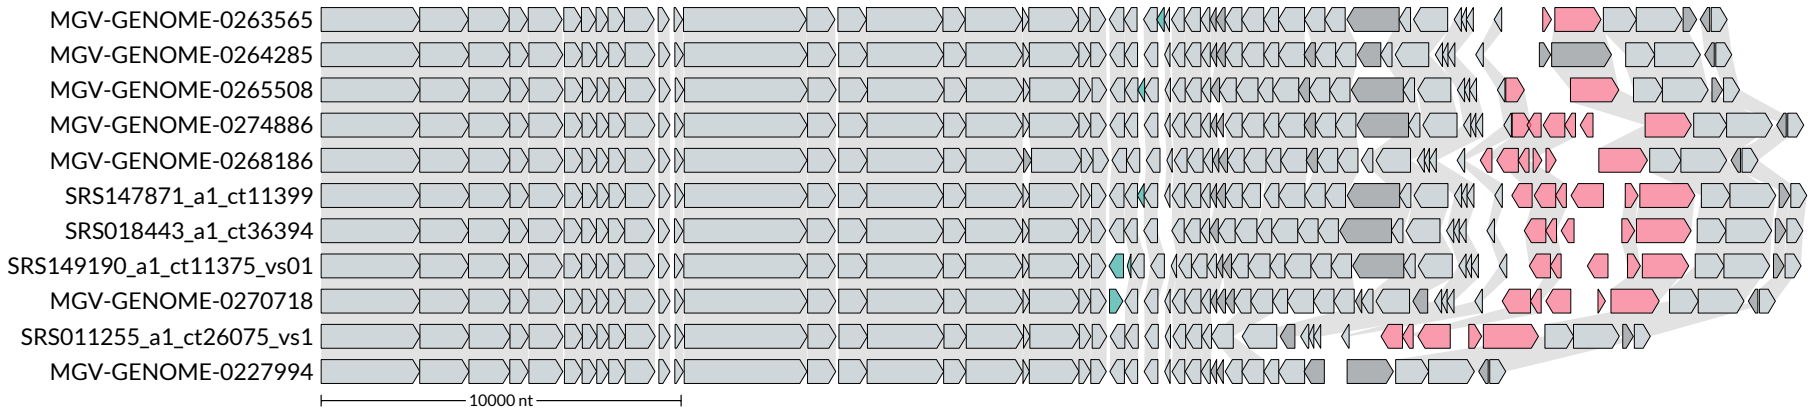 MGV-GENOME-0263565
MGV-GENOME-0264285
MGV-GENOME-0265508
MGV-GENOME-0274886
MGV-GENOME-0268186
SRS147871_a1_ct11399
SRS018443_a1_ct36394
SRS149190_a1_ct11375_vs01
MGV-GENOME-0270718
SRS011255_a1_ct26075_vs1
MGV-GENOME-0227994
10000 nt